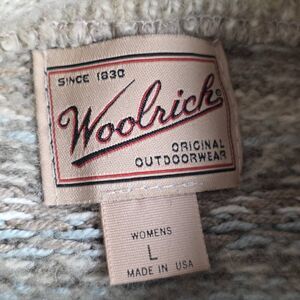 SINCE 1830
Woolrich®
ORIGINAL
OUTDOORWEAR
WOMENS
L
MADE IN USA